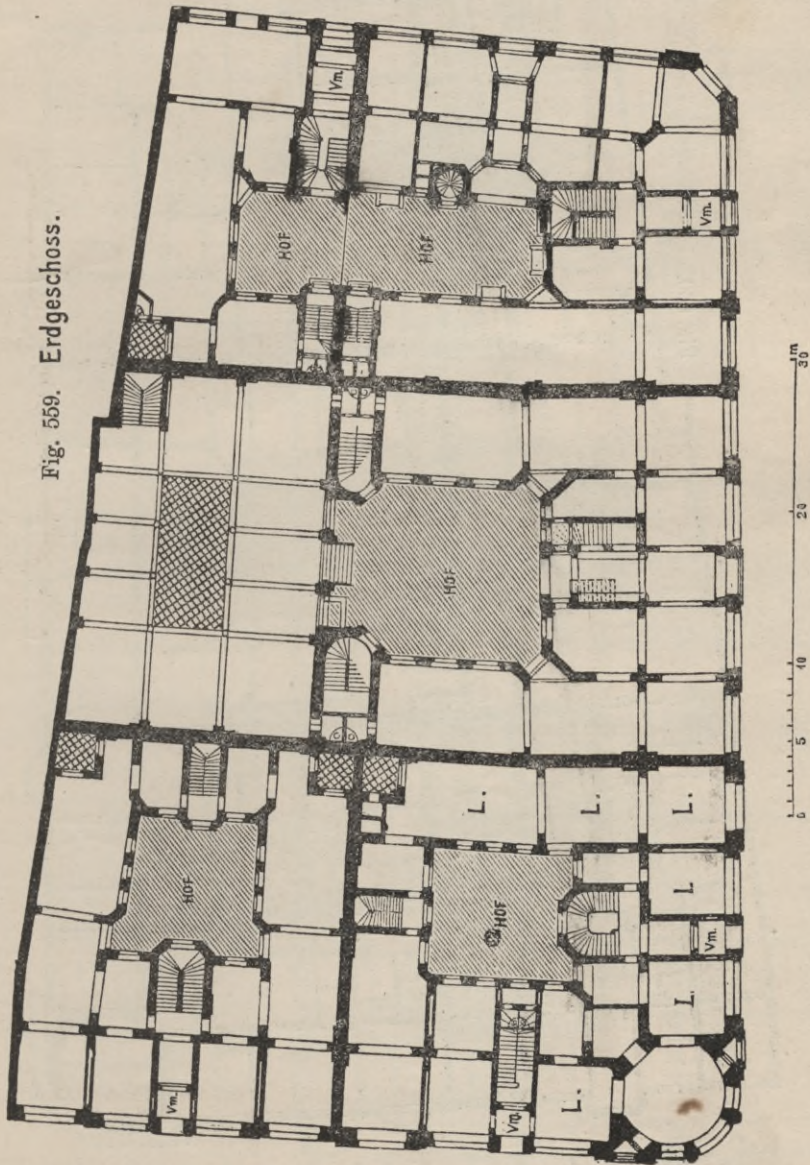 Fig. 559. Erdgeschoss.
Vm.
HOF
HOF
Vm.
HOF
HOF
L.
L.
L.
HOF
L
Vm.
L.
Vm.
Vm.
L.
0 5 10 20 30 m